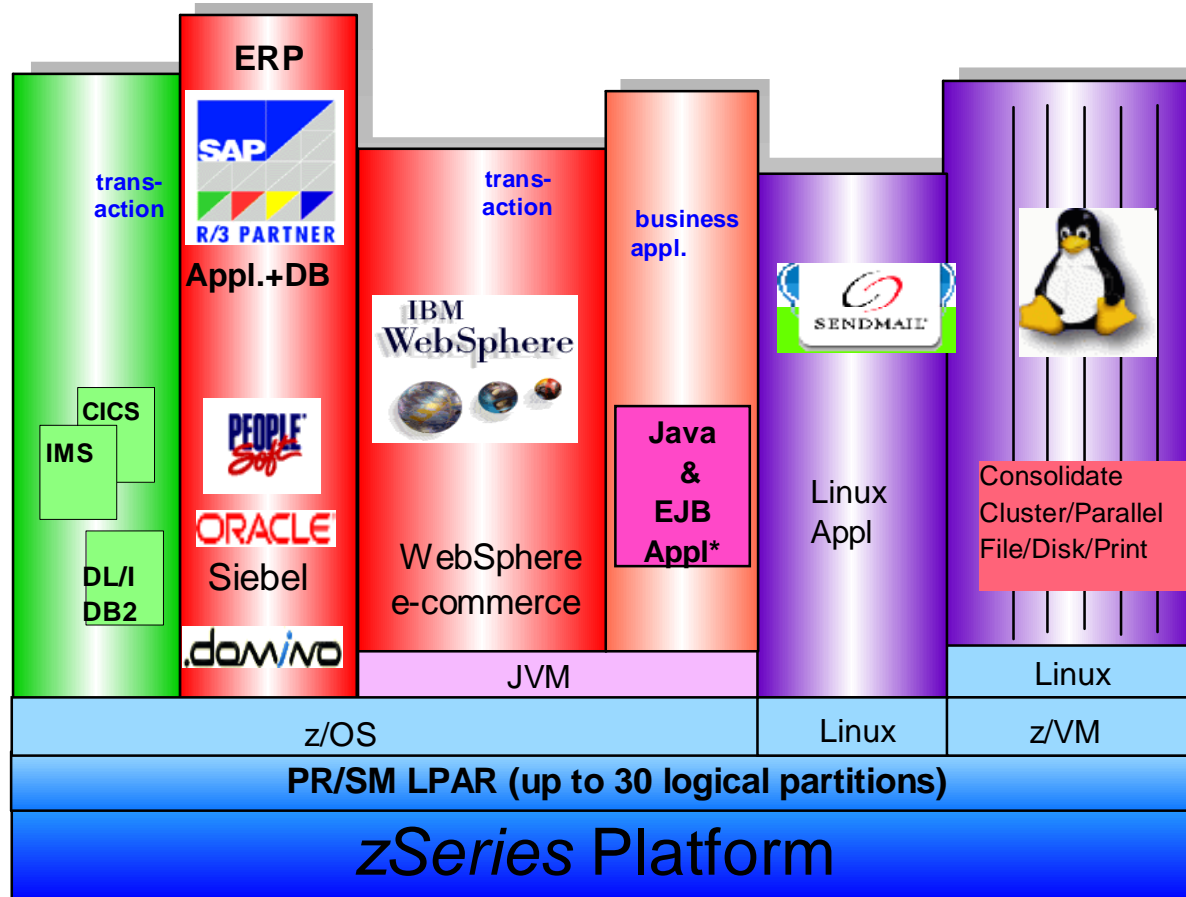 ERP
SAP
R/3 PARTNER
Appl.+DB
trans-
action
CICS
IMS
DL/I
DB2
PEOPLE
Soft
ORACLE
Siebel
.domino
trans-
action
IBM
WebSphere
WebSphere
e-commerce
business
appl.
Java
&
EJB
Appl*
JVM
SENDMAIL
Linux
Appl
Consolidate
Cluster/Parallel
File/Disk/Print
Linux
z/OS
Linux
z/VM
PR/SM LPAR (up to 30 logical partitions)
zSeries Platform